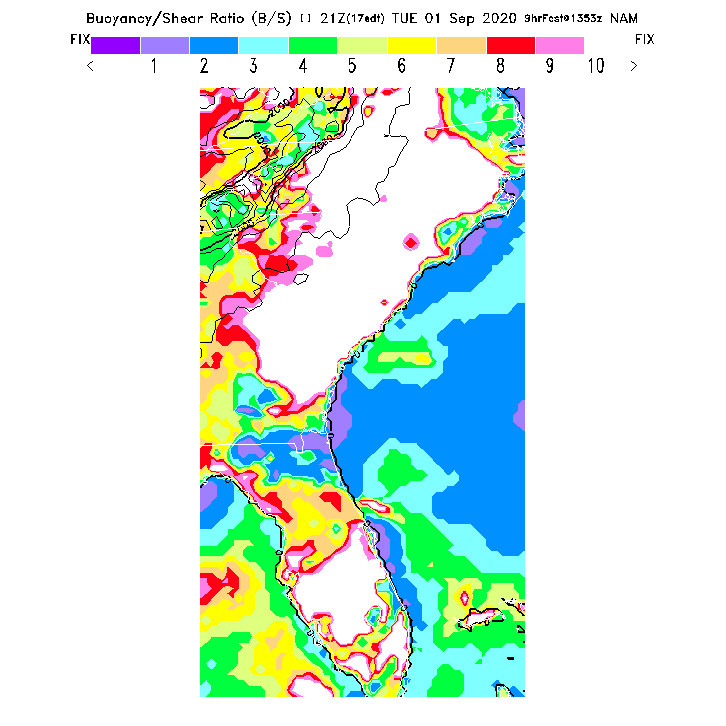 Buoyancy/Shear Ratio (B/S) [] 21Z(17edt) TUE 01 Sep 2020 9hrFcst@1353z NAM
FIX FIX
< 1 2 3 4 5 6 7 8 9 10 >